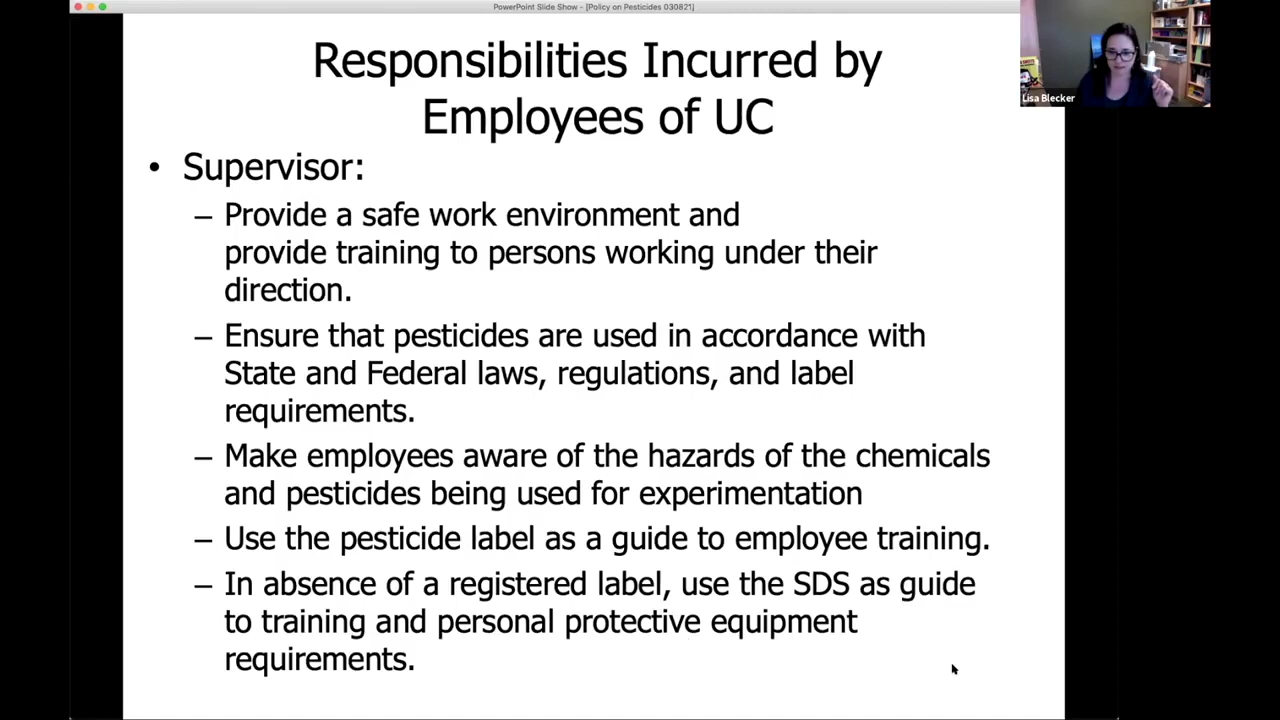 PowerPoint Slide Show - [Policy on Pesticides 030821]
Lisa Blecker
Responsibilities Incurred by
Employees of UC
• Supervisor:
– Provide a safe work environment and
provide training to persons working under their
direction.
– Ensure that pesticides are used in accordance with
State and Federal laws, regulations, and label
requirements.
– Make employees aware of the hazards of the chemicals
and pesticides being used for experimentation
– Use the pesticide label as a guide to employee training.
– In absence of a registered label, use the SDS as guide
to training and personal protective equipment
requirements.